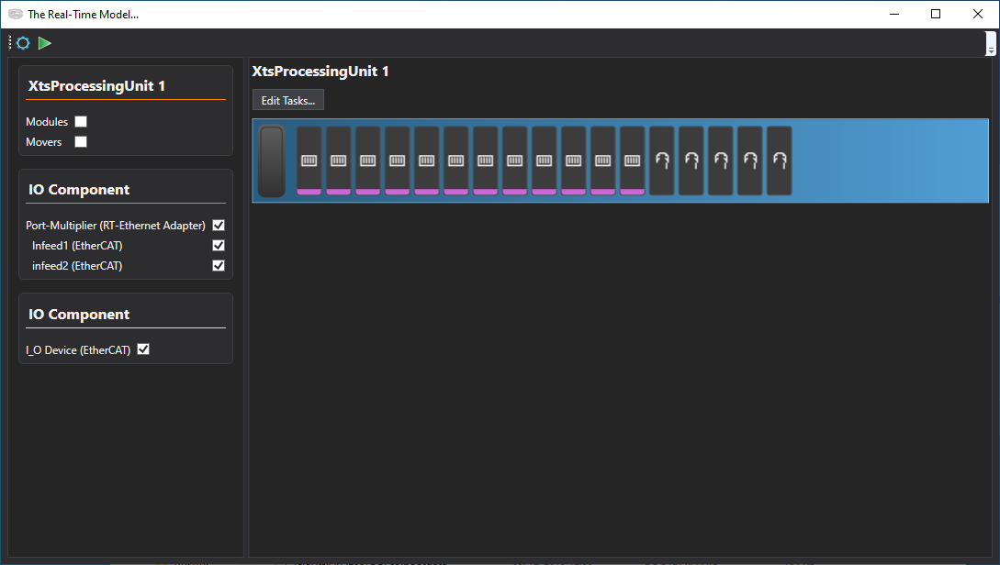 The Real-Time Model...
XtsProcessingUnit 1
Modules
Movers
IO Component
Port-Multiplier (RT-Ethernet Adapter)
Infeed1 (EtherCAT)
infeed2 (EtherCAT)
IO Component
I_O Device (EtherCAT)
XtsProcessingUnit 1
Edit Tasks...